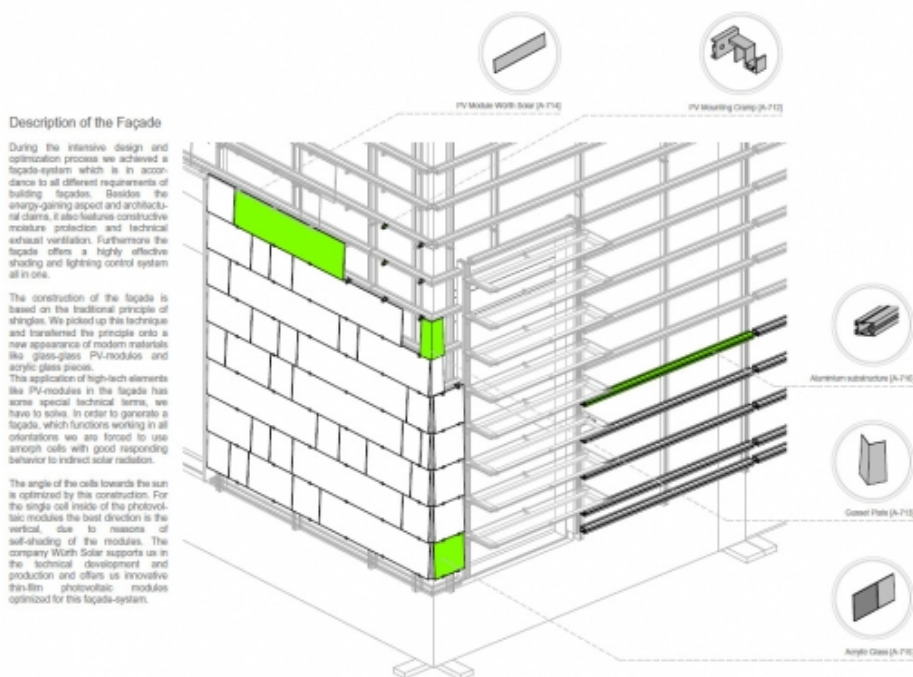 PV Module Würth Solar [A-714]
PV Mounting Cramp [A-712]
Description of the Façade
During the intensive design and
optimization process we achieved a
façade-system which is in accor-
dance to all different requirements of
building façades. Besides the
energy-gaining aspect and architectu-
ral claims, it also features constructive
moisture protection and technical
exhaust ventilation. Furthermore the
façade offers a highly effective
shading and lightning control system
all in one.
The construction of the façade is
based on the traditional principle of
shingles. We picked up this technique
and transferred the principle onto a
new appearance of modern materials
like glass-glass PV-modules and
acrylic glass pieces.
This application of high-tech elements
like PV-modules in the façade has
some special technical terms, we
have to solve. In order to generate a
façade, which functions working in all
orientations we are forced to use
amorph cells with good responding
behavior to indirect solar radiation.
The angle of the cells towards the sun
is optimized by this construction. For
the single cell inside of the photovol-
taic modules the best direction is the
vertical, due to reasons of
self-shading of the modules. The
company Würth Solar supports us in
the technical development and
production and offers us innovative
thin-film photovoltaic modules
optimized for this façade-system.
Aluminium substructure
Gusset Plate
Acrylic Glass